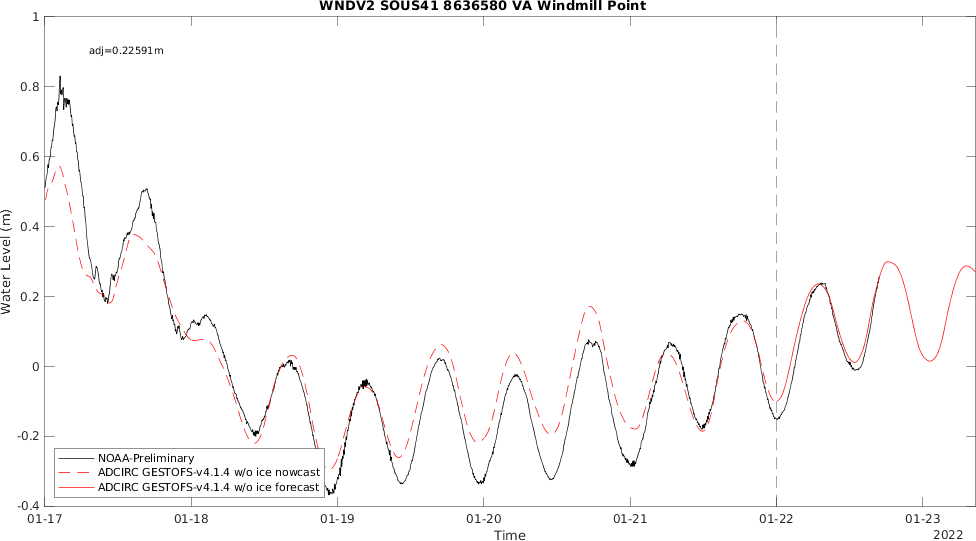 WNDV2 SOUS41 8636580 VA Windmill Point
1
adj=0.22591m
0.8
0.6
0.4
0.2
0
-0.2
-0.4
Water Level (m)
NOAA-Preliminary
ADCIRC GESTOFS-v4.1.4 w/o ice nowcast
ADCIRC GESTOFS-v4.1.4 w/o ice forecast
01-17 01-18 01-19 01-20 01-21 01-22 01-23
Time
2022